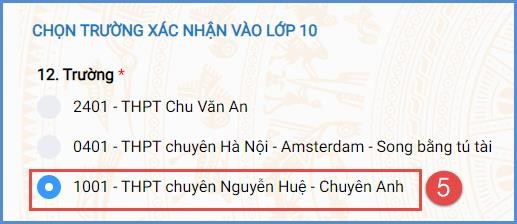 CHỌN TRƯỜNG XÁC NHẬN VÀO LỚP 10
12. Trường *
2401 - THPT Chu Văn An
0401 - THPT chuyên Hà Nội - Amsterdam - Song bằng tú tài
1001 - THPT chuyên Nguyễn Huệ - Chuyên Anh
5